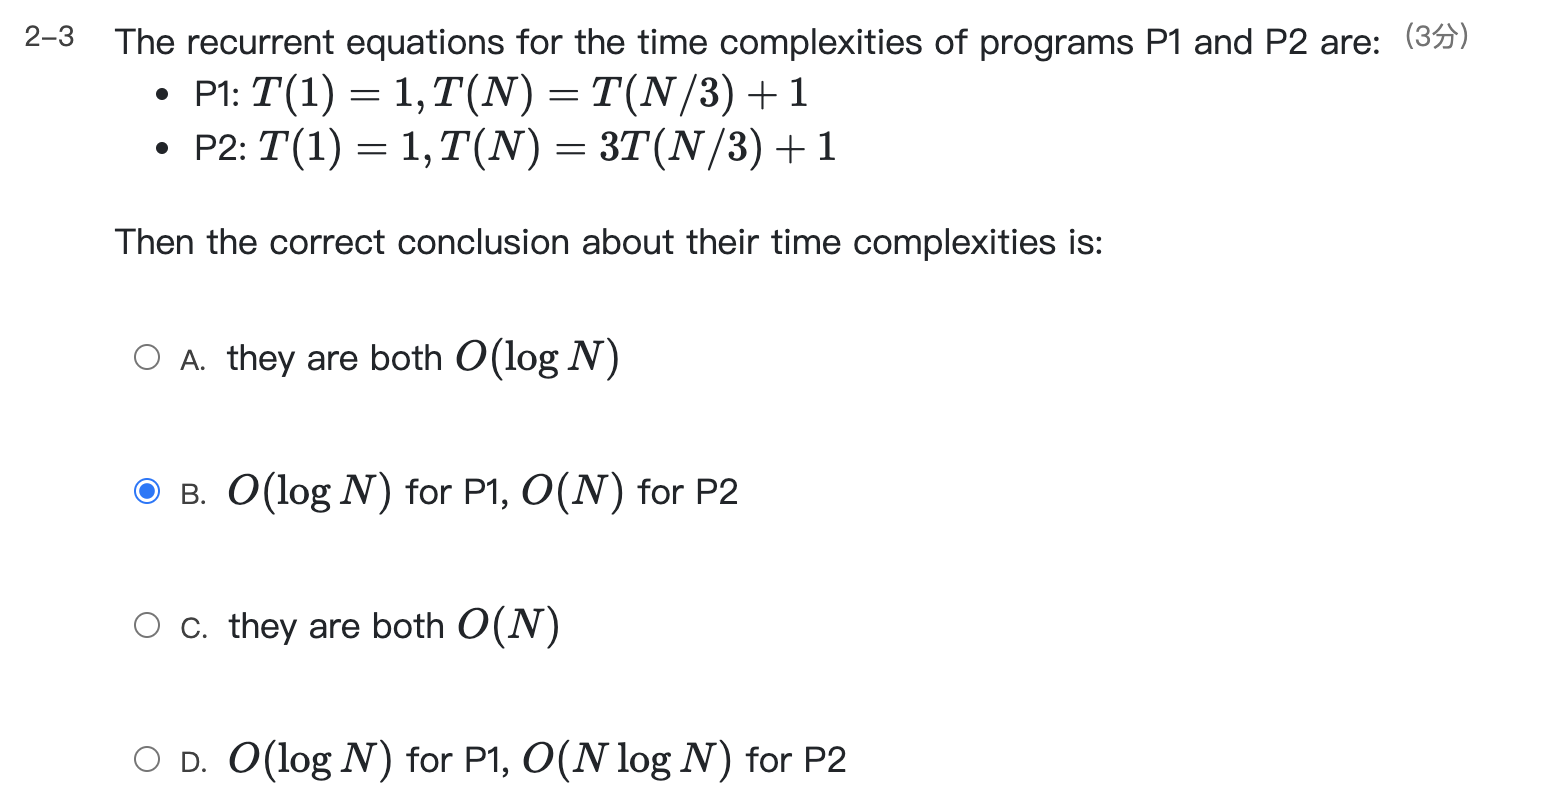 2-3 The recurrent equations for the time complexities of programs P1 and P2 are: (3分)
• P1: T(1) = 1, T(N) = T(N/3) + 1
• P2: T(1) = 1, T(N) = 3T(N/3) + 1
Then the correct conclusion about their time complexities is:
A. they are both O(log N)
B. O(log N) for P1, O(N) for P2
C. they are both O(N)
D. O(log N) for P1, O(N log N) for P2